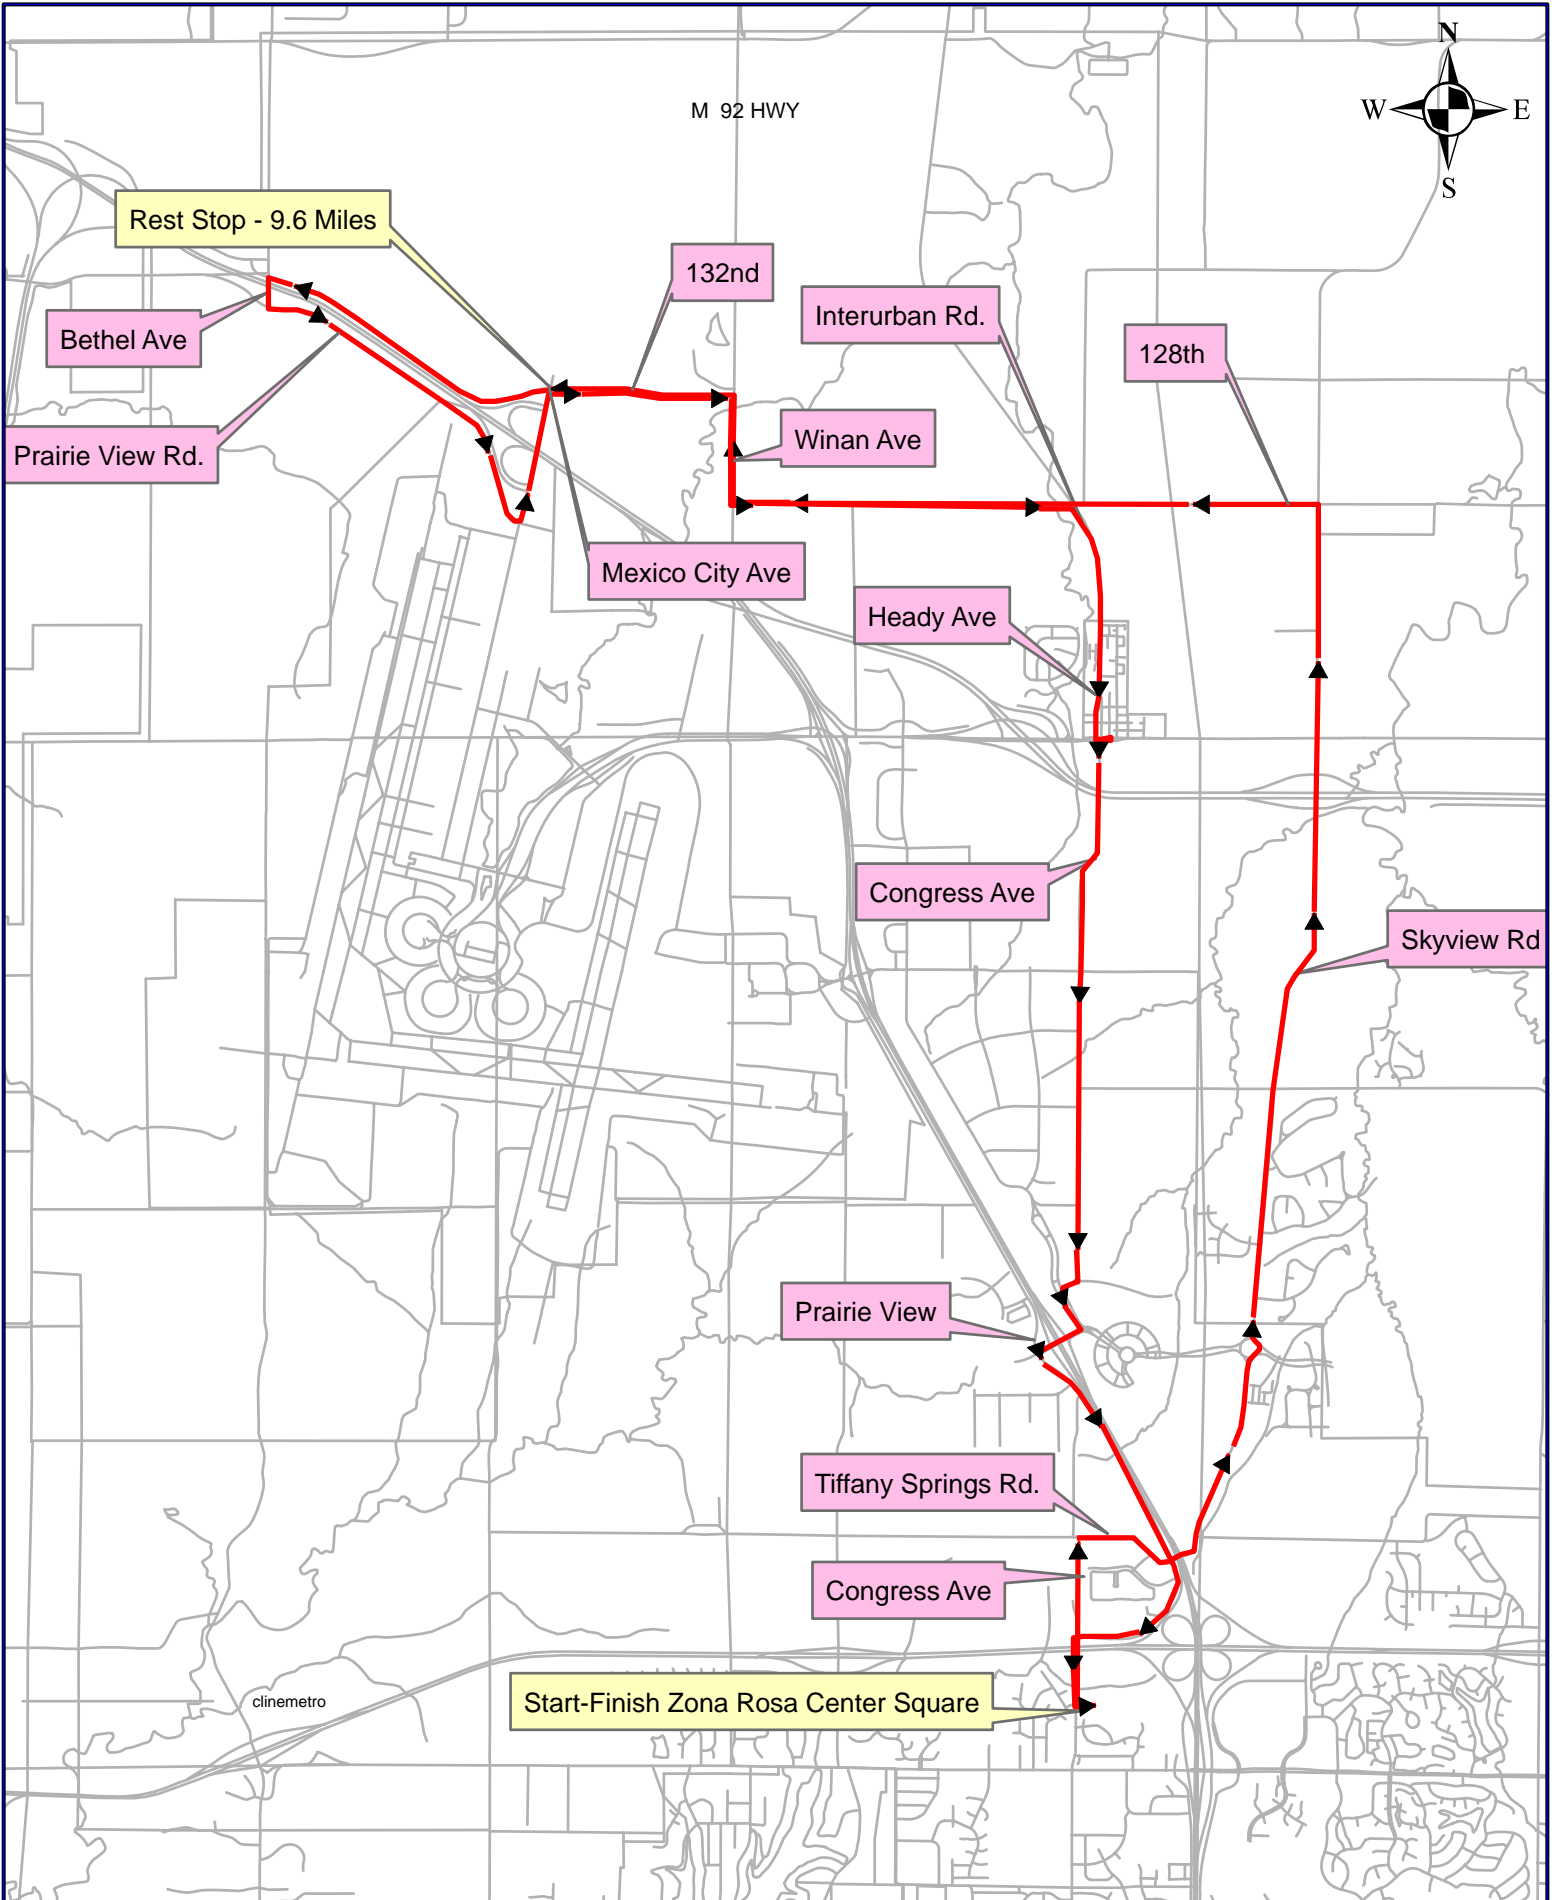 N
M 92 HWY
W
E
S
Rest Stop - 9.6 Miles
132nd
Interurban Rd.
Bethel Ave
128th
Prairie View Rd.
Winan Ave
Mexico City Ave
Heady Ave
Congress Ave
Skyview Rd
Prairie View
Tiffany Springs Rd.
Congress Ave
Start-Finish Zona Rosa Center Square
clinemetro